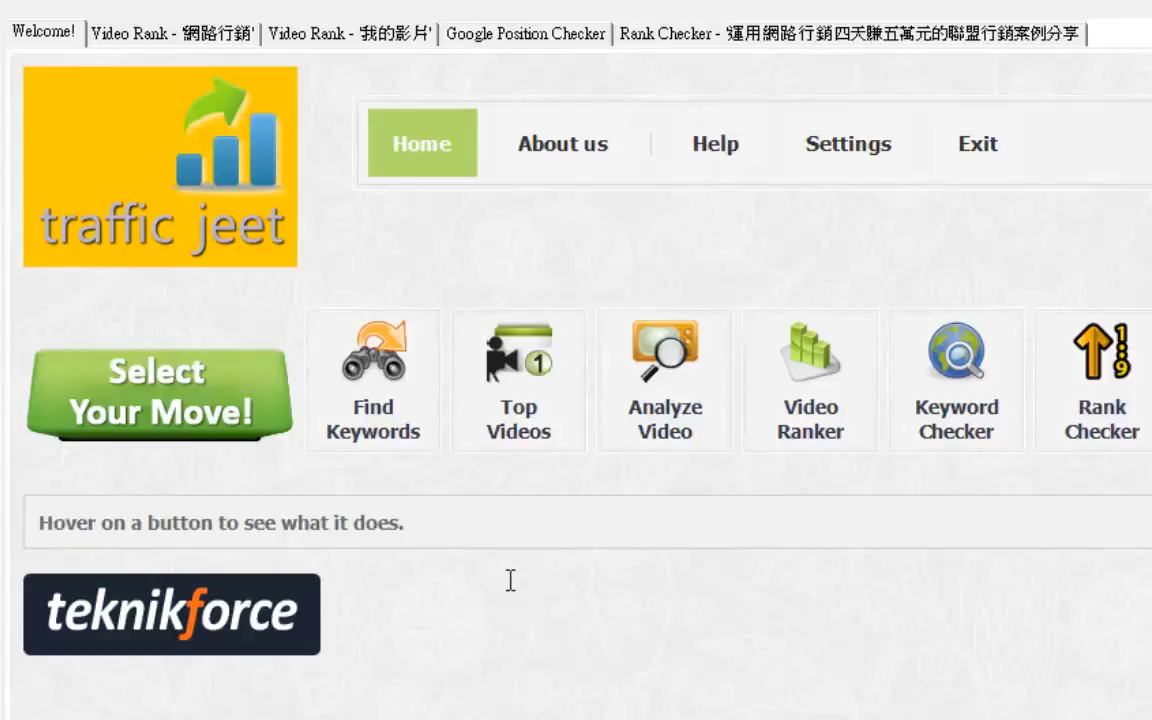 Welcome! Video Rank - '網路行銷' Video Rank - '我的影片' Google Position Checker Rank Checker - '運用網路行銷四天賺五萬元的聯盟行銷案例分享
traffic jeet
Home About us Help Settings Exit
Select
Your Move!
Find
Keywords
Top
Videos
1
Analyze
Video
Video
Ranker
Keyword
Checker
Rank
Checker
Hover on a button to see what it does.
teknikforce